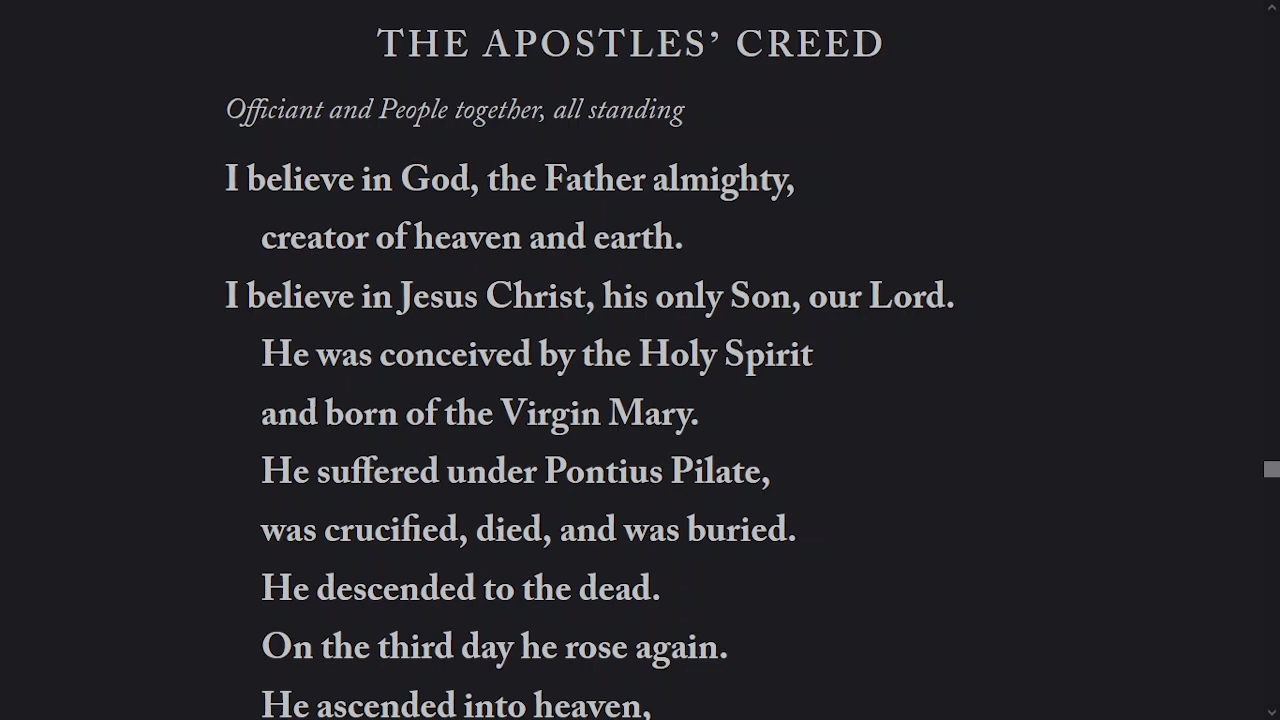 THE APOSTLES’ CREED
Officiant and People together, all standing
I believe in God, the Father almighty,
creator of heaven and earth.
I believe in Jesus Christ, his only Son, our Lord.
He was conceived by the Holy Spirit
and born of the Virgin Mary.
He suffered under Pontius Pilate,
was crucified, died, and was buried.
He descended to the dead.
On the third day he rose again.
He ascended into heaven,